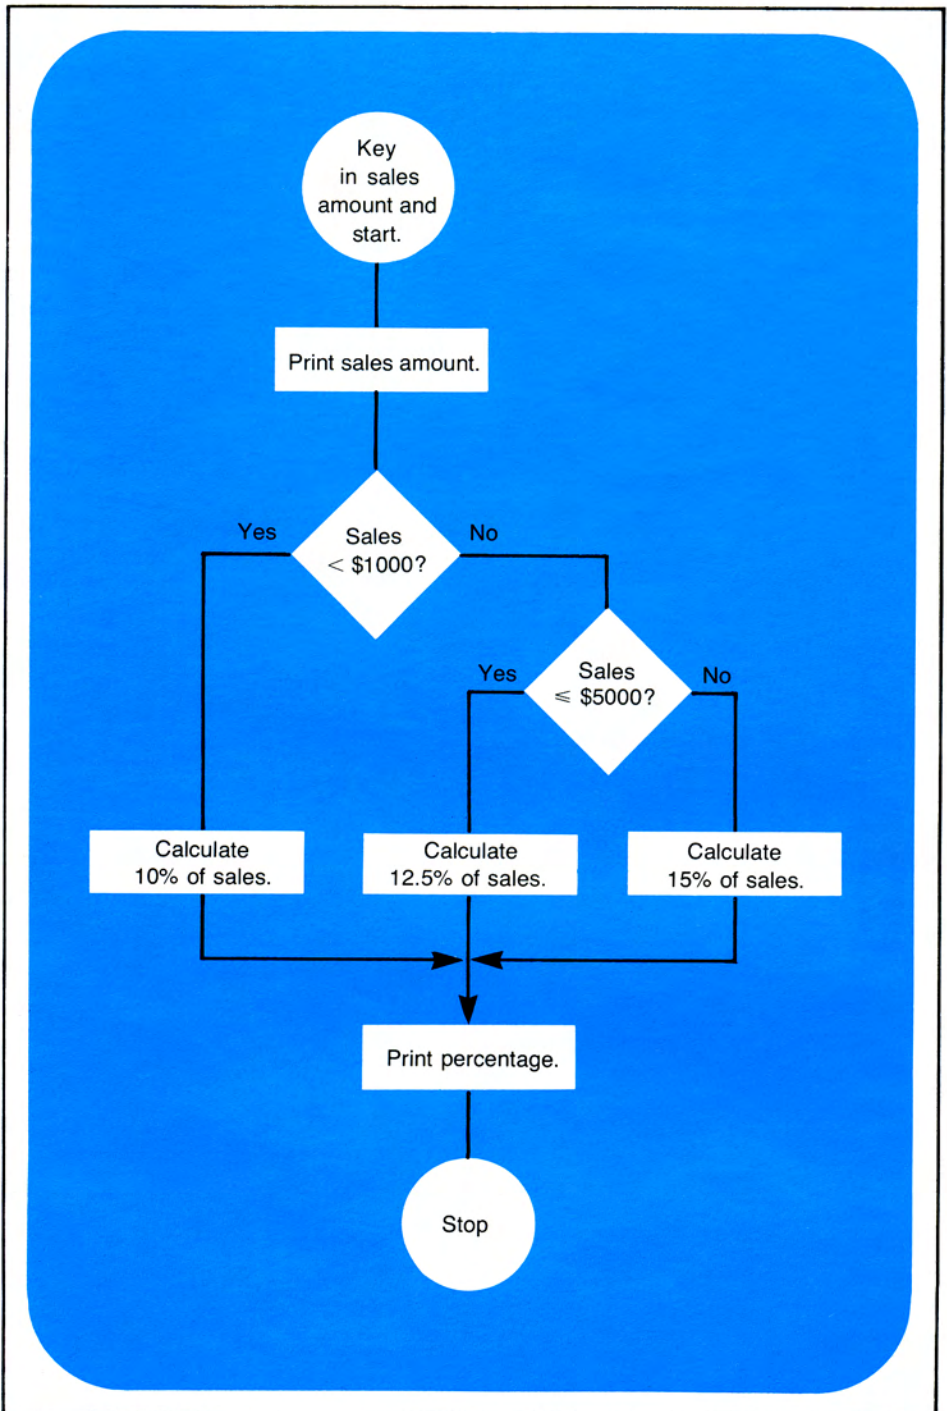 Key
in sales
amount and
start.
Print sales amount.
Sales
< $1000?
Yes
No
Sales
≤ $5000?
Yes
No
Calculate
10% of sales.
Calculate
12.5% of sales.
Calculate
15% of sales.
Print percentage.
Stop